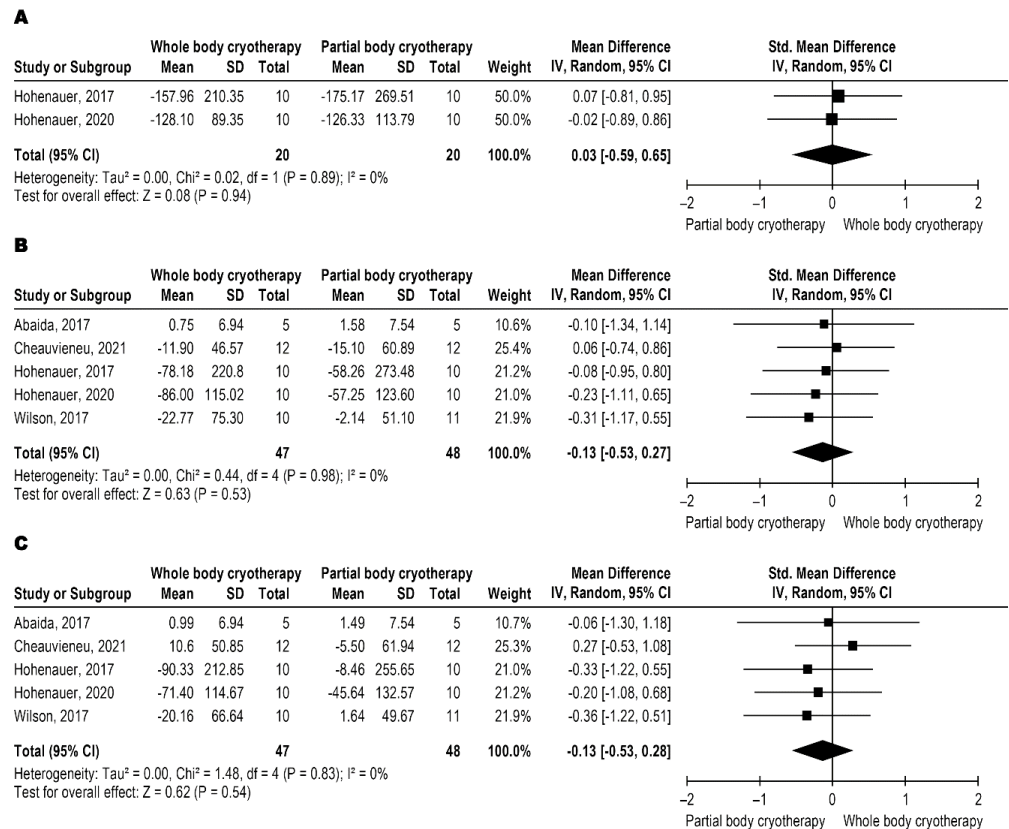 A
Whole body cryotherapy Partial body cryotherapy Mean Difference Std. Mean Difference
Study or Subgroup Mean SD Total Mean SD Total Weight IV, Random, 95% CI IV, Random, 95% CI
Hohenauer, 2017 -157.96 210.35 10 -175.17 269.51 10 50.0% 0.07 [-0.81, 0.95]
Hohenauer, 2020 -128.10 89.35 10 -126.33 113.79 10 50.0% -0.02 [-0.89, 0.86]
Total (95% CI) 20 20 100.0% 0.03 [-0.59, 0.65]
Heterogeneity: Tau² = 0.00, Chi² = 0.02, df = 1 (P = 0.89); I² = 0%
Test for overall effect: Z = 0.08 (P = 0.94)
–2 –1 0 1 2
Partial body cryotherapy Whole body cryotherapy
B
Whole body cryotherapy Partial body cryotherapy Mean Difference Std. Mean Difference
Study or Subgroup Mean SD Total Mean SD Total Weight IV, Random, 95% CI IV, Random, 95% CI
Abaida, 2017 0.75 6.94 5 1.58 7.54 5 10.6% -0.10 [-1.34, 1.14]
Cheauvieneu, 2021 -11.90 46.57 12 -15.10 60.89 12 25.4% 0.06 [-0.74, 0.86]
Hohenauer, 2017 -78.18 220.8 10 -58.26 273.48 10 21.2% -0.08 [-0.95, 0.80]
Hohenauer, 2020 -86.00 115.02 10 -57.25 123.60 10 21.0% -0.23 [-1.11, 0.65]
Wilson, 2017 -22.77 75.30 10 -2.14 51.10 11 21.9% -0.31 [-1.17, 0.55]
Total (95% CI) 47 48 100.0% -0.13 [-0.53, 0.27]
Heterogeneity: Tau² = 0.00, Chi² = 0.44, df = 4 (P = 0.98); I² = 0%
Test for overall effect: Z = 0.63 (P = 0.53)
–2 –1 0 1 2
Partial body cryotherapy Whole body cryotherapy
C
Whole body cryotherapy Partial body cryotherapy Mean Difference Std. Mean Difference
Study or Subgroup Mean SD Total Mean SD Total Weight IV, Random, 95% CI IV, Random, 95% CI
Abaida, 2017 0.99 6.94 5 1.49 7.54 5 10.7% -0.06 [-1.30, 1.18]
Cheauvieneu, 2021 10.6 50.85 12 -5.50 61.94 12 25.3% 0.27 [-0.53, 1.08]
Hohenauer, 2017 -90.33 212.85 10 -8.46 255.65 10 21.0% -0.33 [-1.22, 0.55]
Hohenauer, 2020 -71.40 114.67 10 -45.64 132.57 10 21.2% -0.20 [-1.08, 0.68]
Wilson, 2017 -20.16 66.64 10 1.64 49.67 11 21.9% -0.36 [-1.22, 0.51]
Total (95% CI) 47 48 100.0% -0.13 [-0.53, 0.28]
Heterogeneity: Tau² = 0.00, Chi² = 1.48, df = 4 (P = 0.83); I² = 0%
Test for overall effect: Z = 0.62 (P = 0.54)
–2 –1 0 1 2
Partial body cryotherapy Whole body cryotherapy